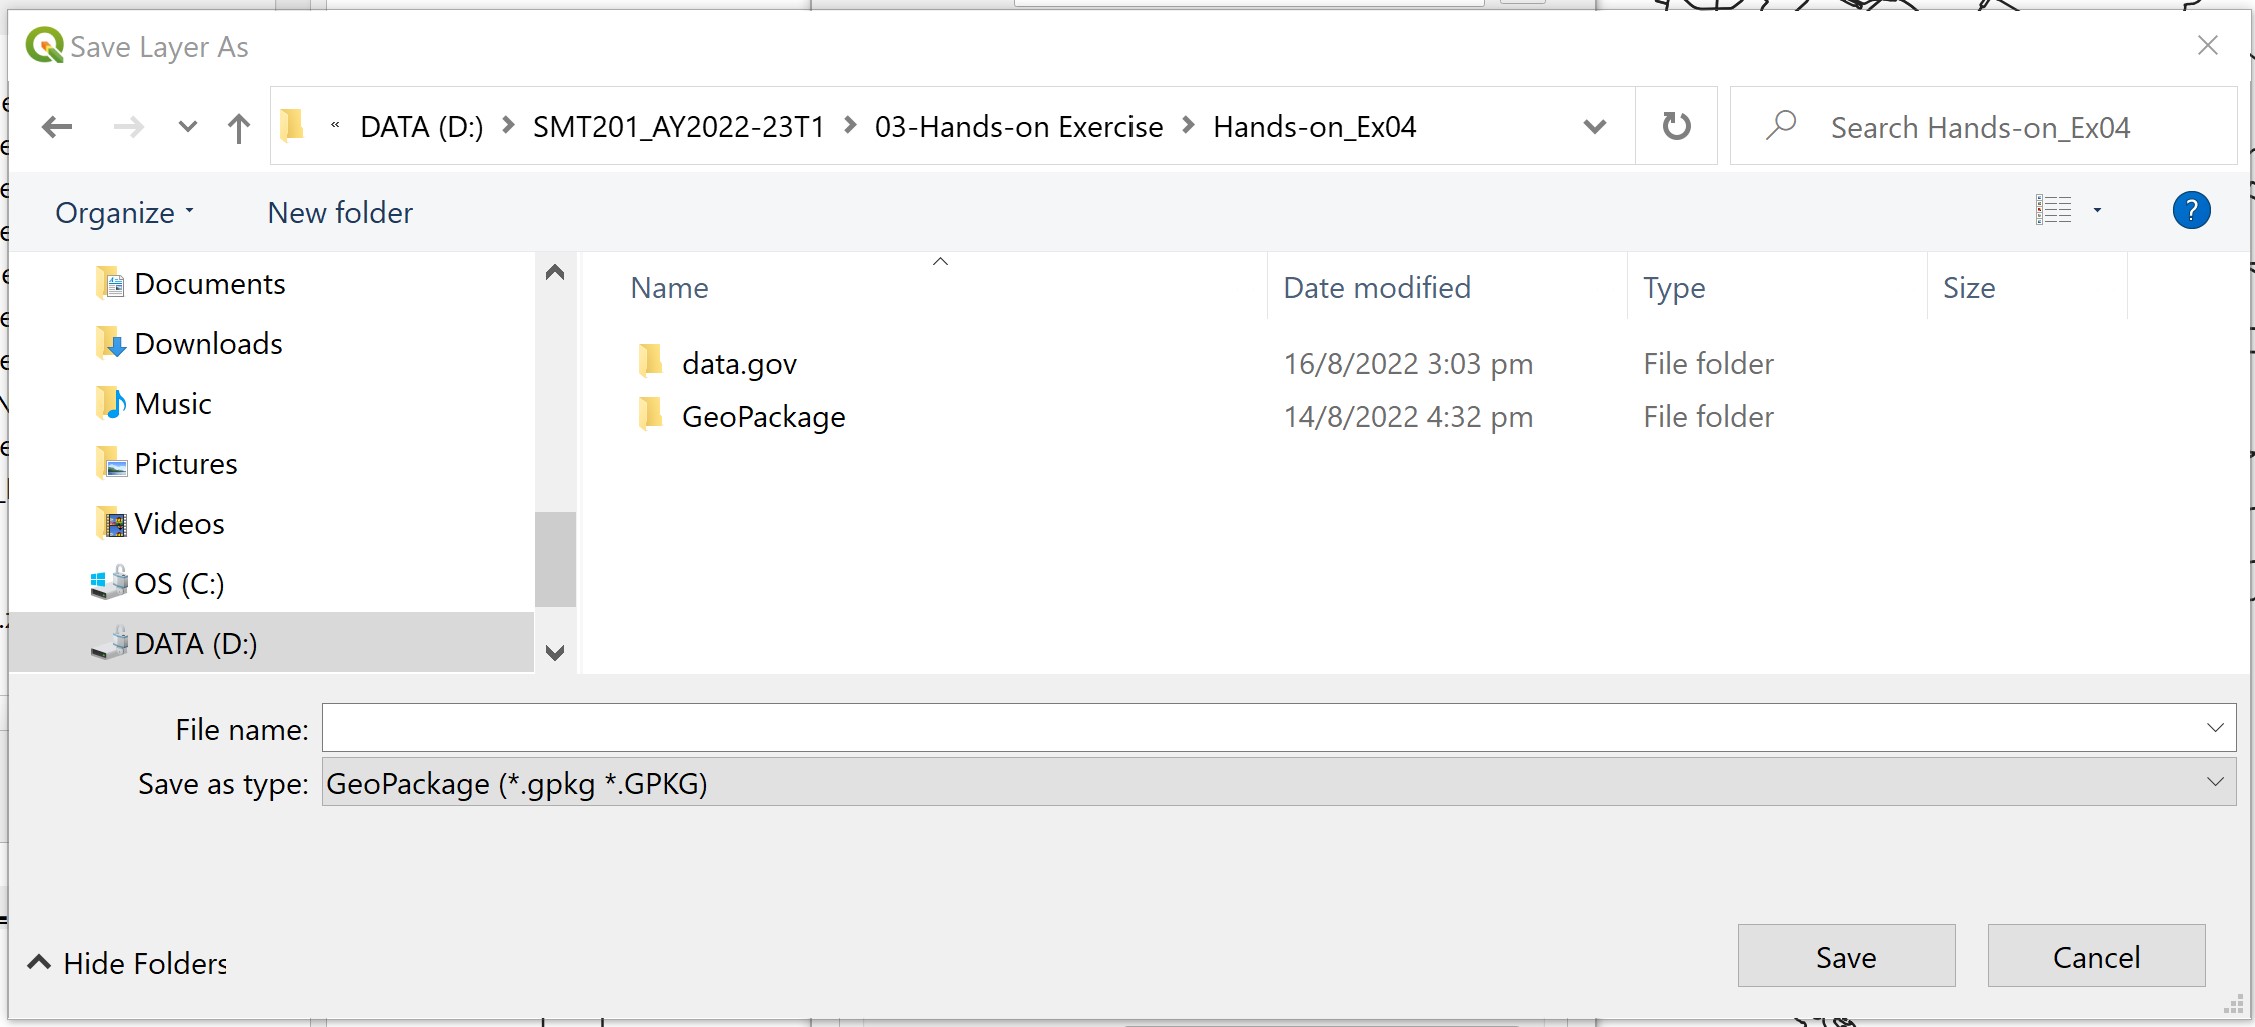 Save Layer As
« DATA (D:) > SMT201_AY2022-23T1 > 03-Hands-on Exercise > Hands-on_Ex04
Search Hands-on_Ex04
Organize
New folder
?
Documents
Downloads
Music
Pictures
Videos
OS (C:)
DATA (D:)
Name Date modified Type Size
data.gov 16/8/2022 3:03 pm File folder
GeoPackage 14/8/2022 4:32 pm File folder
File name:
Save as type: GeoPackage (*.gpkg *.GPKG)
Hide Folders
Save
Cancel